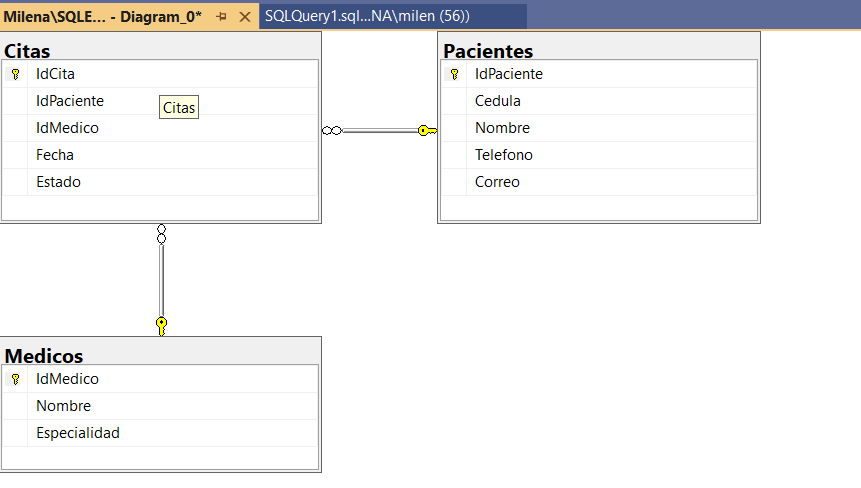 Milena\SQLE... - Diagram_0*
SQLQuery1.sql...NA\milen (56))
Citas
IdCita
IdPaciente
IdMedico
Fecha
Estado
Citas
Pacientes
IdPaciente
Cedula
Nombre
Telefono
Correo
Medicos
IdMedico
Nombre
Especialidad